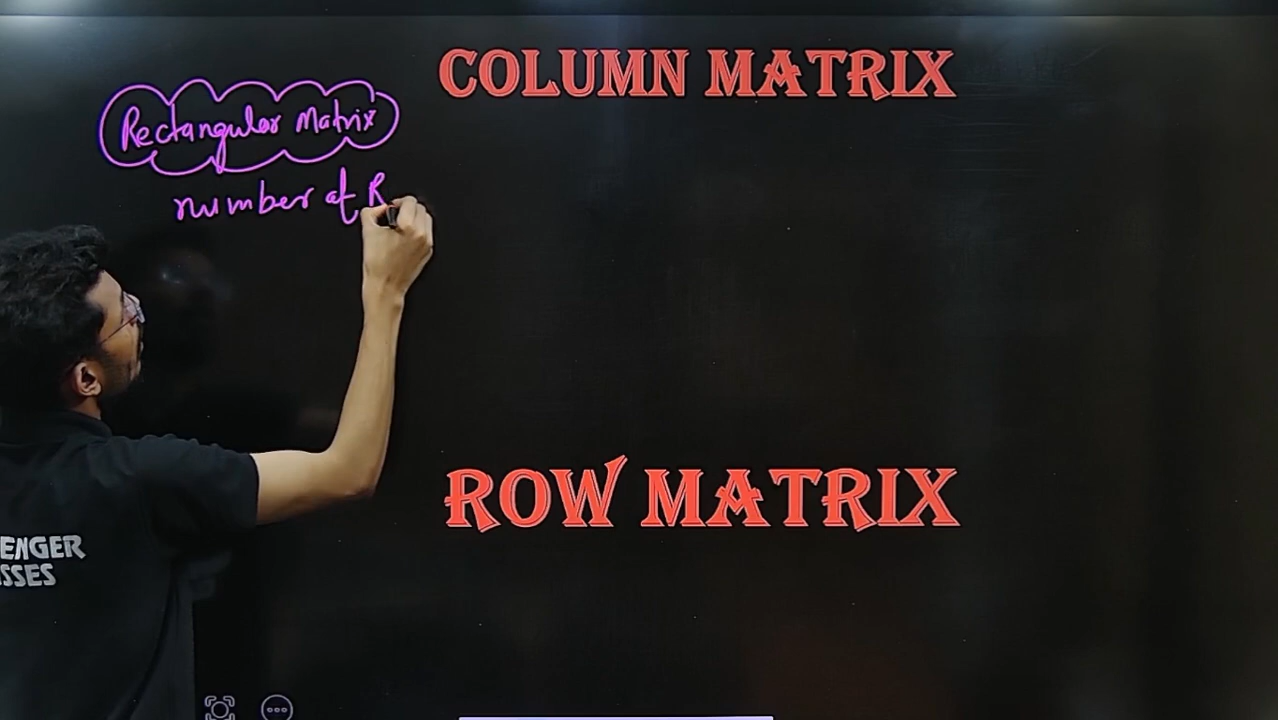 COLUMN MATRIX
Rectangular Matrix
number of R
ROW MATRIX
ENGER
SSES